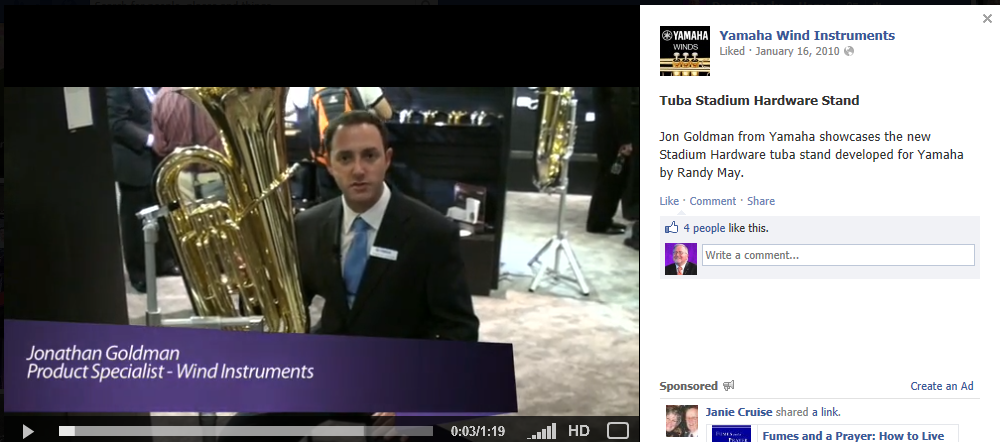 Jonathan Goldman
Product Specialist - Wind Instruments
0:03/1:19
HD
YAMAHA
WINDS
Yamaha Wind Instruments
Liked · January 16, 2010
Tuba Stadium Hardware Stand
Jon Goldman from Yamaha showcases the new
Stadium Hardware tuba stand developed for Yamaha
by Randy May.
Like · Comment · Share
4 people like this.
Write a comment...
Sponsored
Create an Ad
Janie Cruise shared a link.
Fumes and a Prayer: How to Live